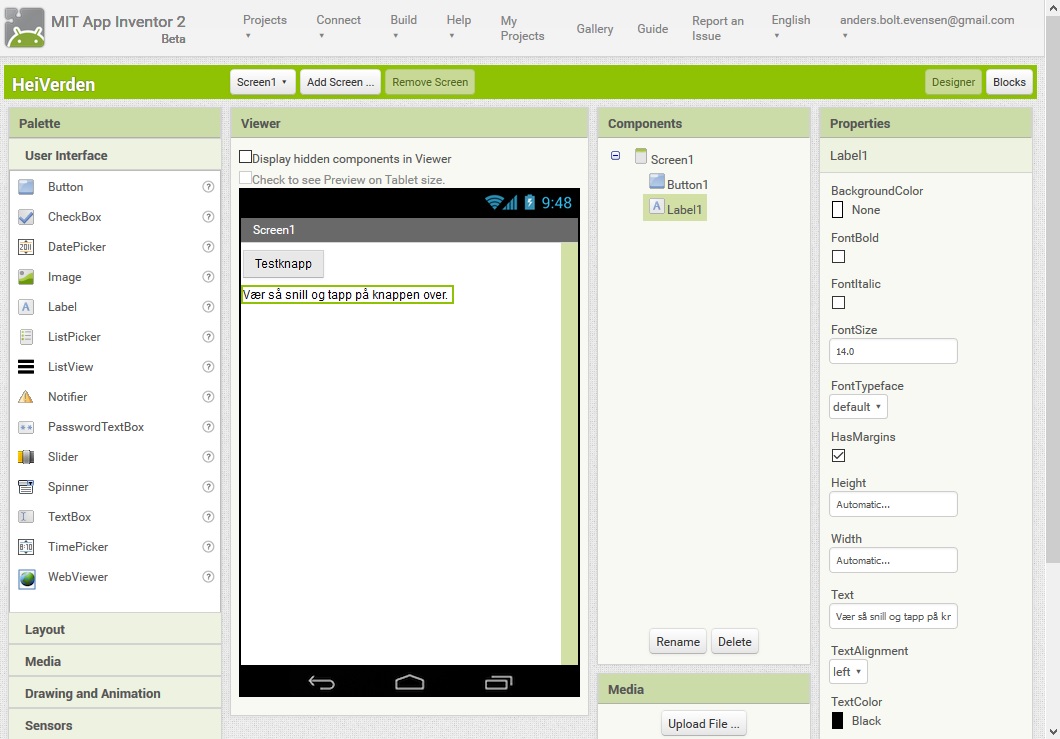 MIT App Inventor 2
Beta
Projects
Connect
Build
Help
My
Projects
Gallery
Guide
Report an
Issue
English
anders.bolt.evensen@gmail.com
HeiVerden
Screen1
Add Screen ...
Remove Screen
Designer
Blocks
Palette
User Interface
Button
?
CheckBox
?
DatePicker
?
Image
?
Label
?
ListPicker
?
ListView
?
Notifier
?
PasswordTextBox
?
Slider
?
Spinner
?
TextBox
?
TimePicker
?
WebViewer
?
Layout
Media
Drawing and Animation
Sensors
Viewer
Display hidden components in Viewer
Check to see Preview on Tablet size.
9:48
Screen1
Testknapp
Vær så snill og tapp på knappen over.
Components
Screen1
Button1
A Label1
Rename
Delete
Media
Upload File ...
Properties
Label1
BackgroundColor
None
FontBold
FontItalic
FontSize
14.0
FontTypeface
default
HasMargins
Height
Automatic...
Width
Automatic...
Text
Vær så snill og tapp på kr
TextAlignment
left
TextColor
Black